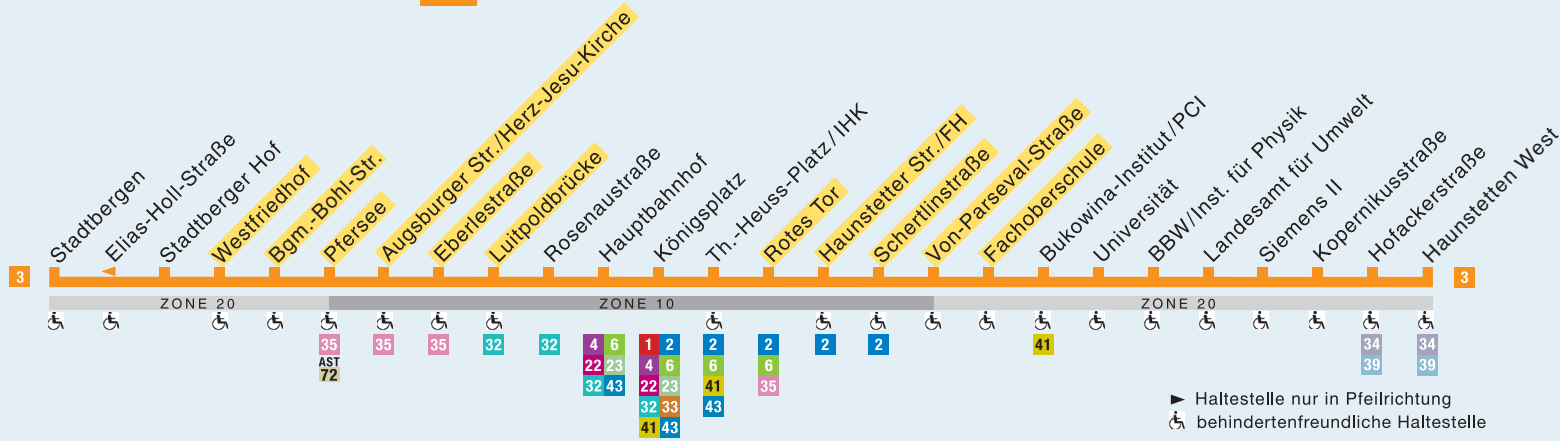 Stadtbergen
Elias-Holl-Straße
Stadtberger Hof
Westfriedhof
Bgm.-Bohl-Str.
Pfersee
Augsburger Str./Herz-Jesu-Kirche
Eberlestraße
Luitpoldbrücke
Rosenaustraße
Hauptbahnhof
Königsplatz
Th.-Heuss-Platz/IHK
Rotes Tor
Haunstetter Str./FH
Schertlinstraße
Von-Parseval-Straße
Fachoberschule
Bukowina-Institut/PCI
Universität
BBW/Inst. für Physik
Landesamt für Umwelt
Siemens II
Kopernikusstraße
Hofackerstraße
Haunstetten West
3 3
ZONE 20 ZONE 10 ZONE 20
35 35 35 32 32 4 6 1 2 2 2 2 2 41 34 34
AST 72 22 23 4 6 6 6 39 39
32 43 22 23 41 35
32 33 43
41 43
Haltestelle nur in Pfeilrichtung
behindertenfreundliche Haltestelle